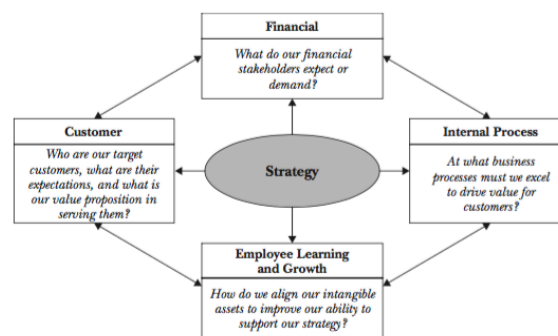 Financial
What do our financial
stakeholders expect or
demand?
Customer
Who are our target
customers, what are their
expectations, and what is
our value proposition in
serving them?
Strategy
Internal Process
At what business
processes must we excel
to drive value for
customers?
Employee Learning
and Growth
How do we align our intangible
assets to improve our ability to
support our strategy?